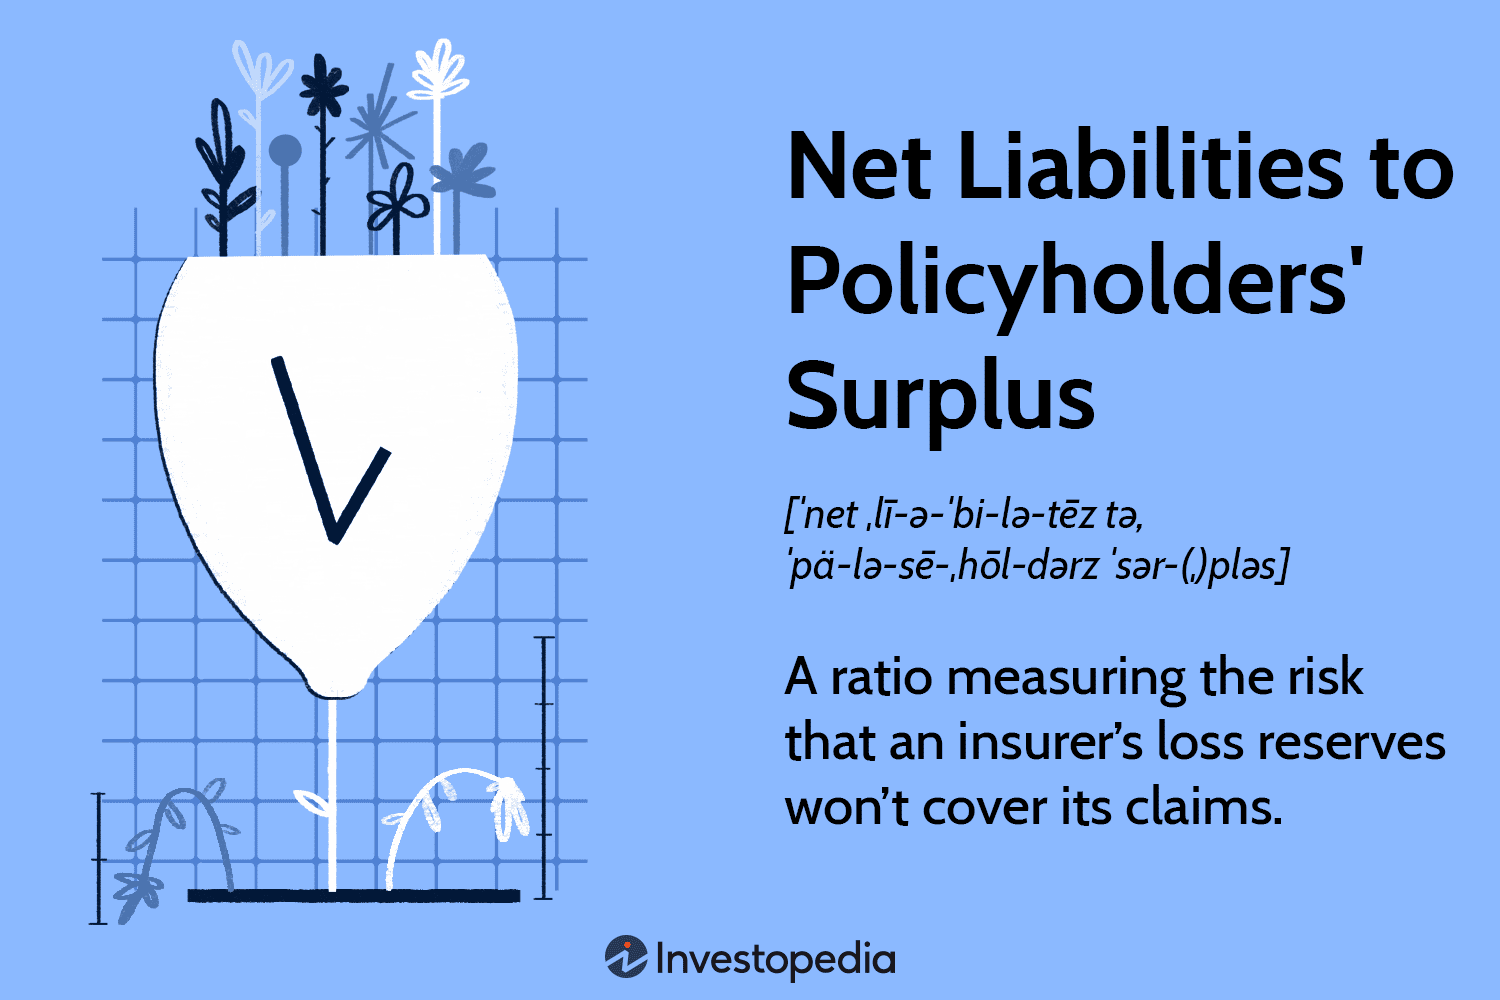 Net Liabilities to
Policyholders'
Surplus
[ˈnet ˌlī-ə-ˈbi-lə-tēz tə,
ˈpä-lə-sē-ˌhōl-dərz ˈsər-(ˌ)pləs]
A ratio measuring the risk
that an insurer’s loss reserves
won’t cover its claims.
Investopedia